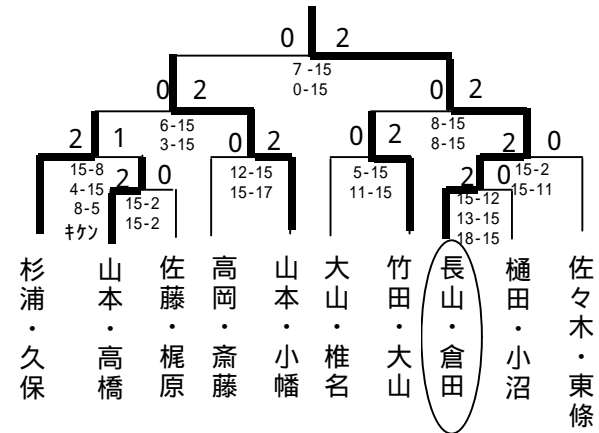 0 2
7 -15
0-15
0 2
6-15
3-15
0 2
8-15
8-15
2 1
15-8
4-15
8-5
ｷｹﾝ
2 0
15-2
15-2
0 2
12-15
15-17
0 2
5-15
11-15
2 0
15-12
13-15
18-15
2 0
15-2
15-11
杉浦・久保
山本・高橋
佐藤・梶原
高岡・斎藤
山本・小幡
大山・椎名
竹田・大山
長山・倉田
樋田・小沼
佐々木・東條